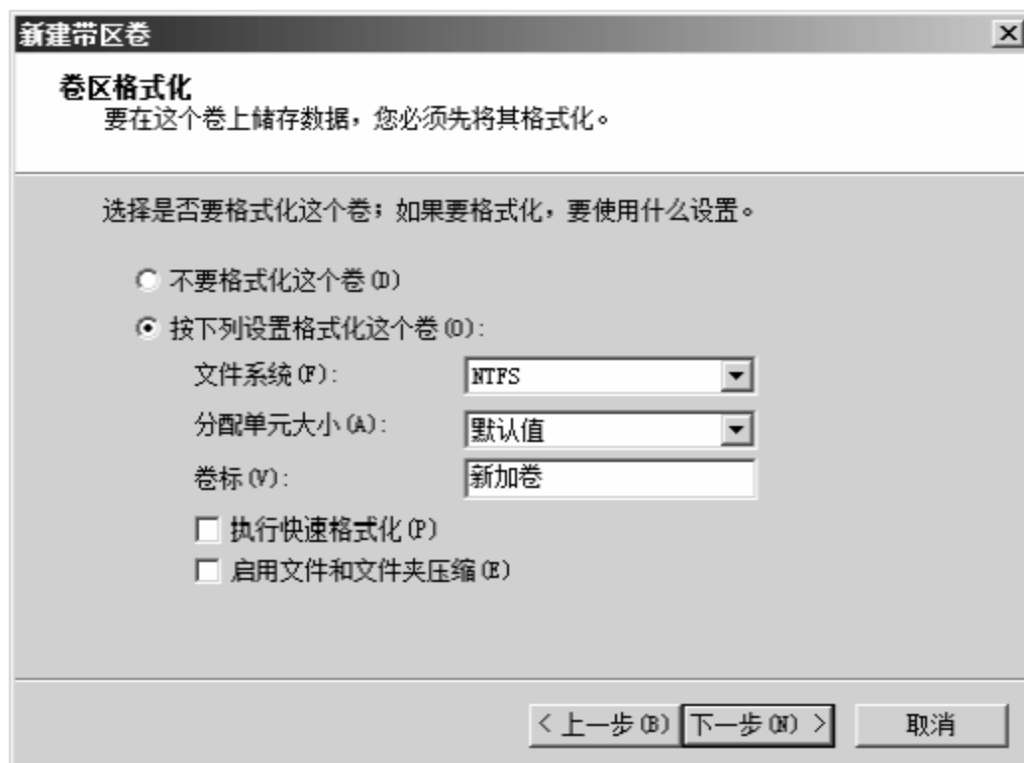 新建带区卷
卷区格式化
要在这个卷上储存数据，您必须先将其格式化。
选择是否要格式化这个卷；如果要格式化，要使用什么设置。
不要格式化这个卷(D)
按下列设置格式化这个卷(O):
文件系统(F): NTFS
分配单元大小(A): 默认值
卷标(V): 新加卷
执行快速格式化(P)
启用文件和文件夹压缩(E)
< 上一步(B) 下一步(N) > 取消